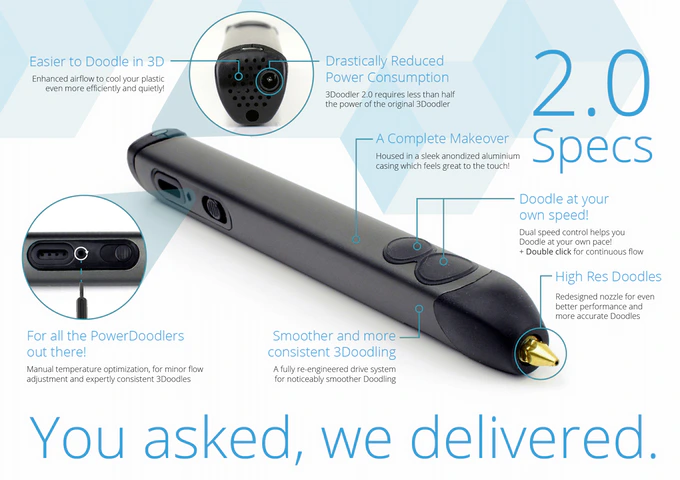 Easier to Doodle in 3D
Enhanced airflow to cool your plastic
even more efficiently and quietly!
Drastically Reduced
Power Consumption
3Doodler 2.0 requires less than half
the power of the original 3Doodler
2.0
Specs
A Complete Makeover
Housed in a sleek anondized aluminium
casing which feels great to the touch!
Doodle at your
own speed!
Dual speed control helps you
Doodle at your own pace!
+ Double click for continuous flow
High Res Doodles
Redesigned nozzle for even
better performance and
more accurate Doodles
For all the PowerDoodlers
out there!
Manual temperature optimization, for minor flow
adjustment and expertly consistent 3Doodles
Smoother and more
consistent 3Doodling
A fully re-engineered drive system
for noticeably smoother Doodling
You asked, we delivered.